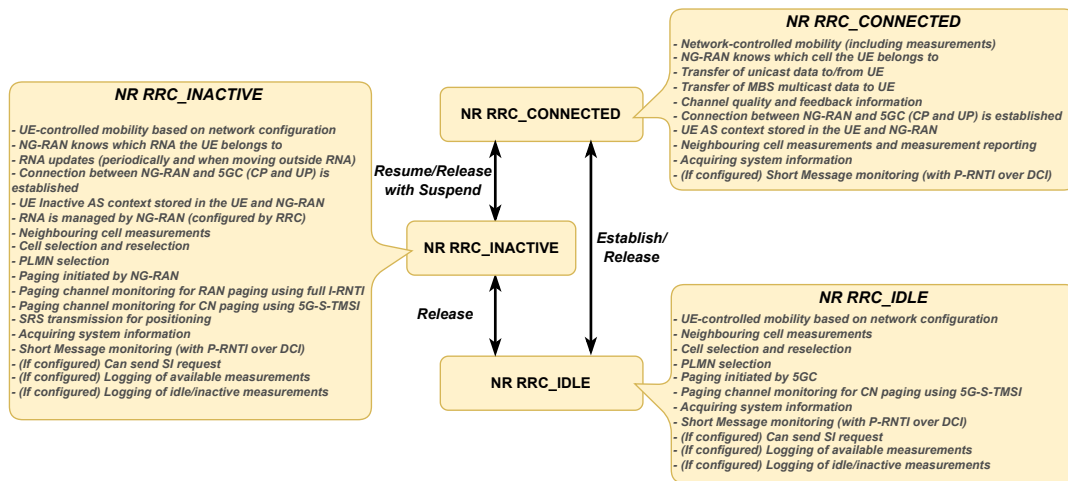 NR RRC_CONNECTED
- Network-controlled mobility (including measurements)
- NG-RAN knows which cell the UE belongs to
- Transfer of unicast data to/from UE
- Transfer of MBS multicast data to UE
- Channel quality and feedback information
- Connection between NG-RAN and 5GC (CP and UP) is established
- UE AS context stored in the UE and NG-RAN
- Neighbouring cell measurements and measurement reporting
- Acquiring system information
- (If configured) Short Message monitoring (with P-RNTI over DCI)
NR RRC_INACTIVE
- UE-controlled mobility based on network configuration
- NG-RAN knows which RNA the UE belongs to
- RNA updates (periodically and when moving outside RNA)
- Connection between NG-RAN and 5GC (CP and UP) is
established
- UE Inactive AS context stored in the UE and NG-RAN
- RNA is managed by NG-RAN (configured by RRC)
- Neighbouring cell measurements
- Cell selection and reselection
- PLMN selection
- Paging initiated by NG-RAN
- Paging channel monitoring for RAN paging using full I-RNTI
- Paging channel monitoring for CN paging using 5G-S-TMSI
- SRS transmission for positioning
- Acquiring system information
- Short Message monitoring (with P-RNTI over DCI)
- (If configured) Can send SI request
- (If configured) Logging of available measurements
- (If configured) Logging of idle/inactive measurements
NR RRC_CONNECTED
Resume/Release
with Suspend
NR RRC_INACTIVE
Establish/
Release
Release
NR RRC_IDLE
NR RRC_IDLE
- UE-controlled mobility based on network configuration
- Neighbouring cell measurements
- Cell selection and reselection
- PLMN selection
- Paging initiated by 5GC
- Paging channel monitoring for CN paging using 5G-S-TMSI
- Acquiring system information
- Short Message monitoring (with P-RNTI over DCI)
- (If configured) Can send SI request
- (If configured) Logging of available measurements
- (If configured) Logging of idle/inactive measurements